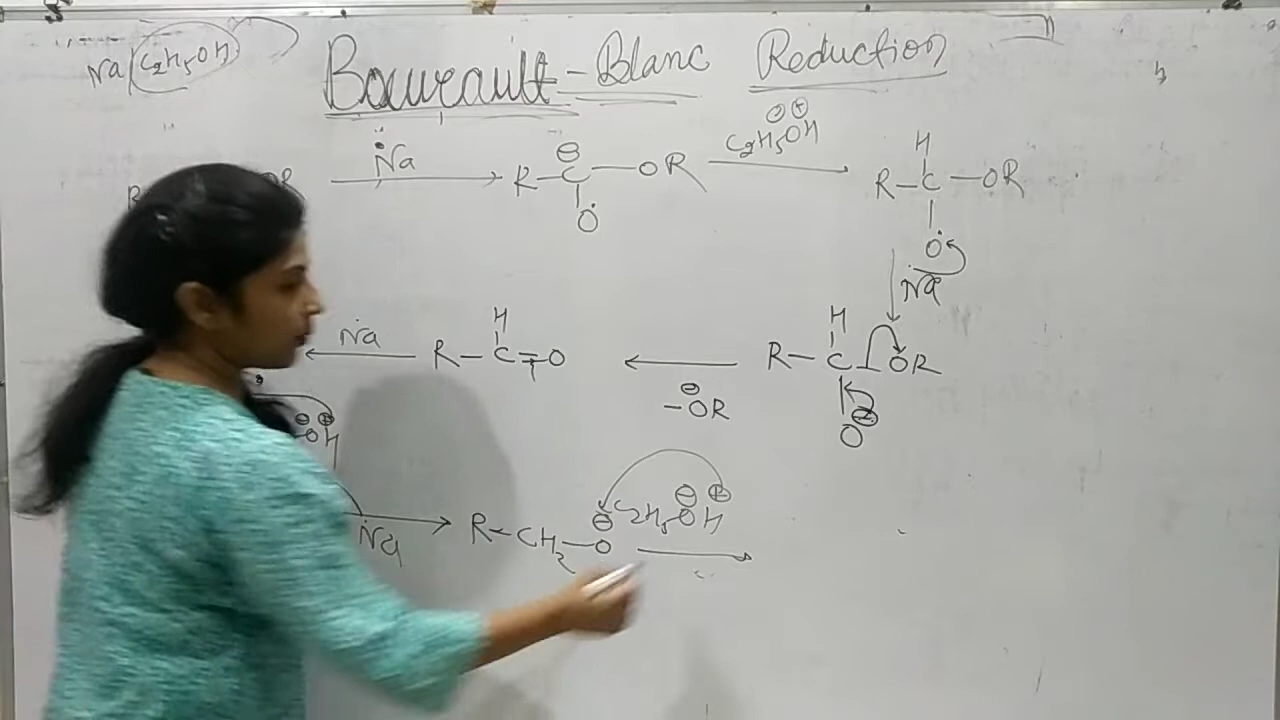 Na/C₂H₅OH
Bouveault-Blanc Reduction
Na
R-C-OR
⊖
O
C₂H₅OH
⊖ ⊕
H
R-C-OR
O
Na
H
R-C-OR
O
⊖
-OR
⊖
H
R-C=O
Na
OH
⊖ ⊕
Na
R-CH₂-O
⊖
C₂H₅OH
⊖ ⊕